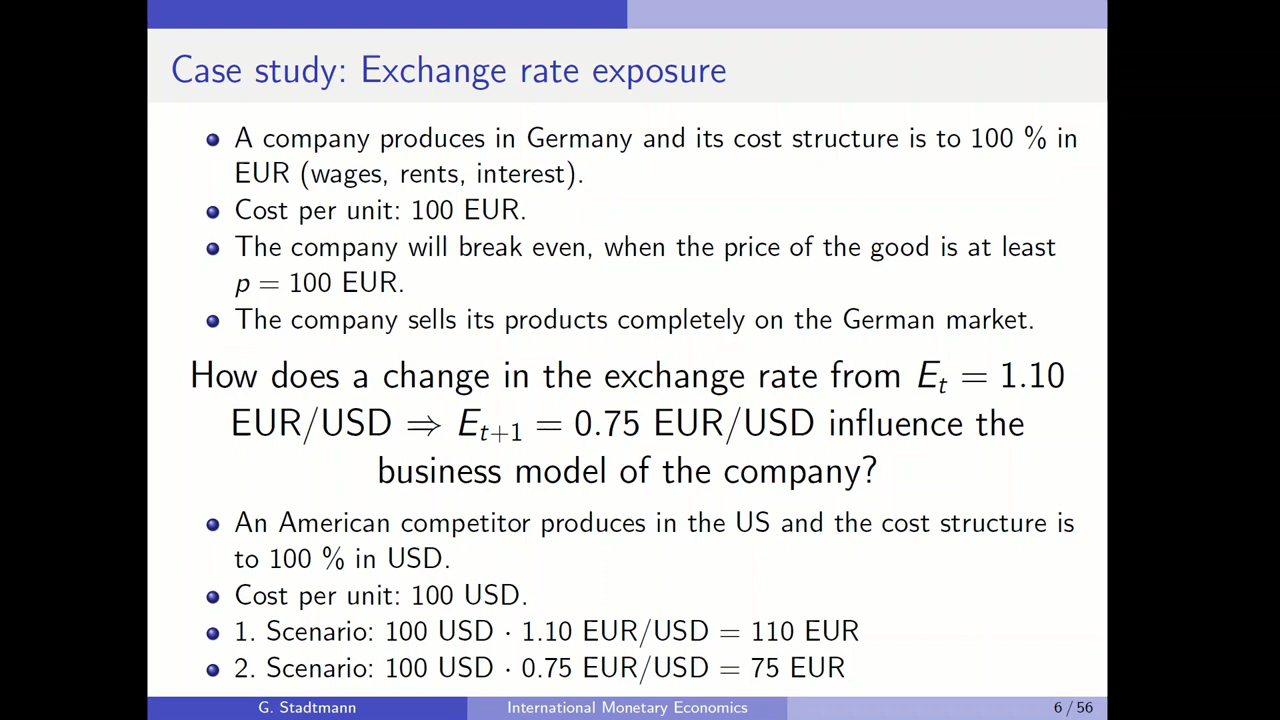 Case study: Exchange rate exposure
A company produces in Germany and its cost structure is to 100 % in
EUR (wages, rents, interest).
Cost per unit: 100 EUR.
The company will break even, when the price of the good is at least
p = 100 EUR.
The company sells its products completely on the German market.
How does a change in the exchange rate from Eₜ = 1.10
EUR/USD ⇒ Eₜ₊₁ = 0.75 EUR/USD influence the
business model of the company?
An American competitor produces in the US and the cost structure is
to 100 % in USD.
Cost per unit: 100 USD.
1. Scenario: 100 USD · 1.10 EUR/USD = 110 EUR
2. Scenario: 100 USD · 0.75 EUR/USD = 75 EUR
G. Stadtmann International Monetary Economics 6 / 56